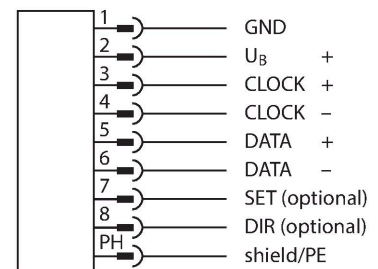 1 GND
2 U_B +
3 CLOCK +
4 CLOCK –
5 DATA +
6 DATA –
7 SET (optional)
8 DIR (optional)
PH shield/PE